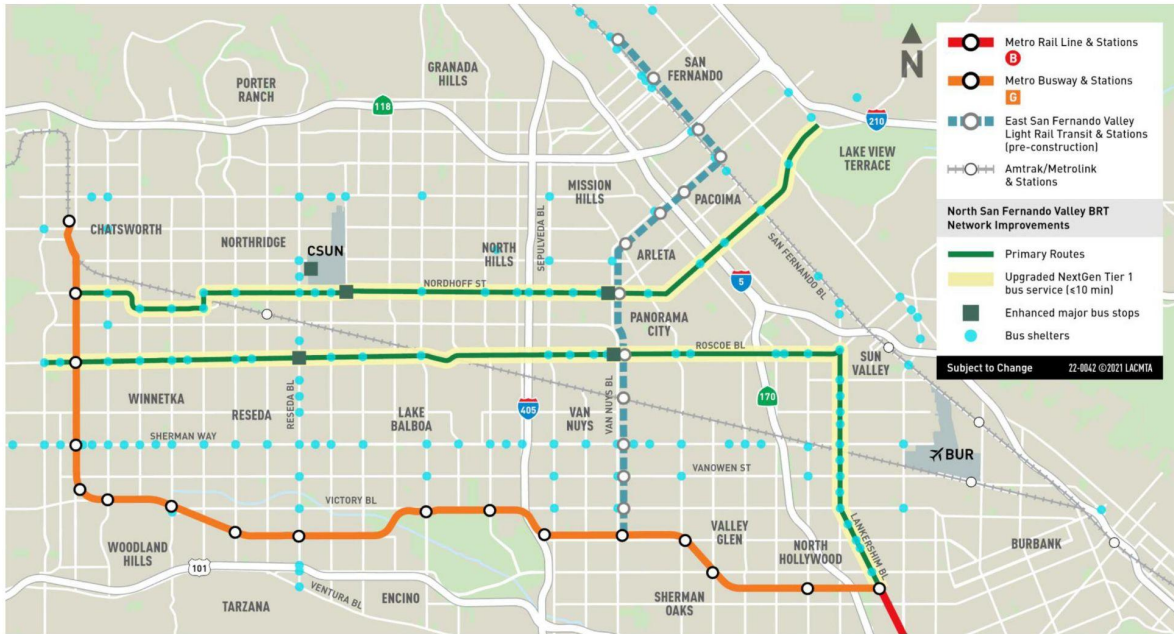 PORTER
RANCH
GRANADA
HILLS
118
SAN
FERNANDO
210
LAKE VIEW
TERRACE
N
Metro Rail Line & Stations
B
Metro Busway & Stations
G
East San Fernando Valley
Light Rail Transit & Stations
(pre-construction)
Amtrak/Metrolink
& Stations
North San Fernando Valley BRT
Network Improvements
Primary Routes
Upgraded NextGen Tier 1
bus service (≤10 min)
Enhanced major bus stops
Bus shelters
Subject to Change
22-0042 ©2021 LACMTA
CHATSWORTH
NORTHRIDGE
CSUN
NORTH
HILLS
SEPULVEDA BL
MISSION
HILLS
PACOIMA
ARLETA
SAN FERNANDO BL
5
NORDHOFF ST
PANORAMA
CITY
ROSCOE BL
SUN
VALLEY
WINNETKA
RESEDA
RESEDA BL
LAKE
BALBOA
405
VAN
NUYS
VAN NUYS BL
170
SHERMAN WAY
VANOWEN ST
BUR
VICTORY BL
WOODLAND
HILLS
101
TARZANA
VENTURA BL
ENCINO
VALLEY
GLEN
SHERMAN
OAKS
NORTH
HOLLYWOOD
LANKERSHIM BL
BURBANK